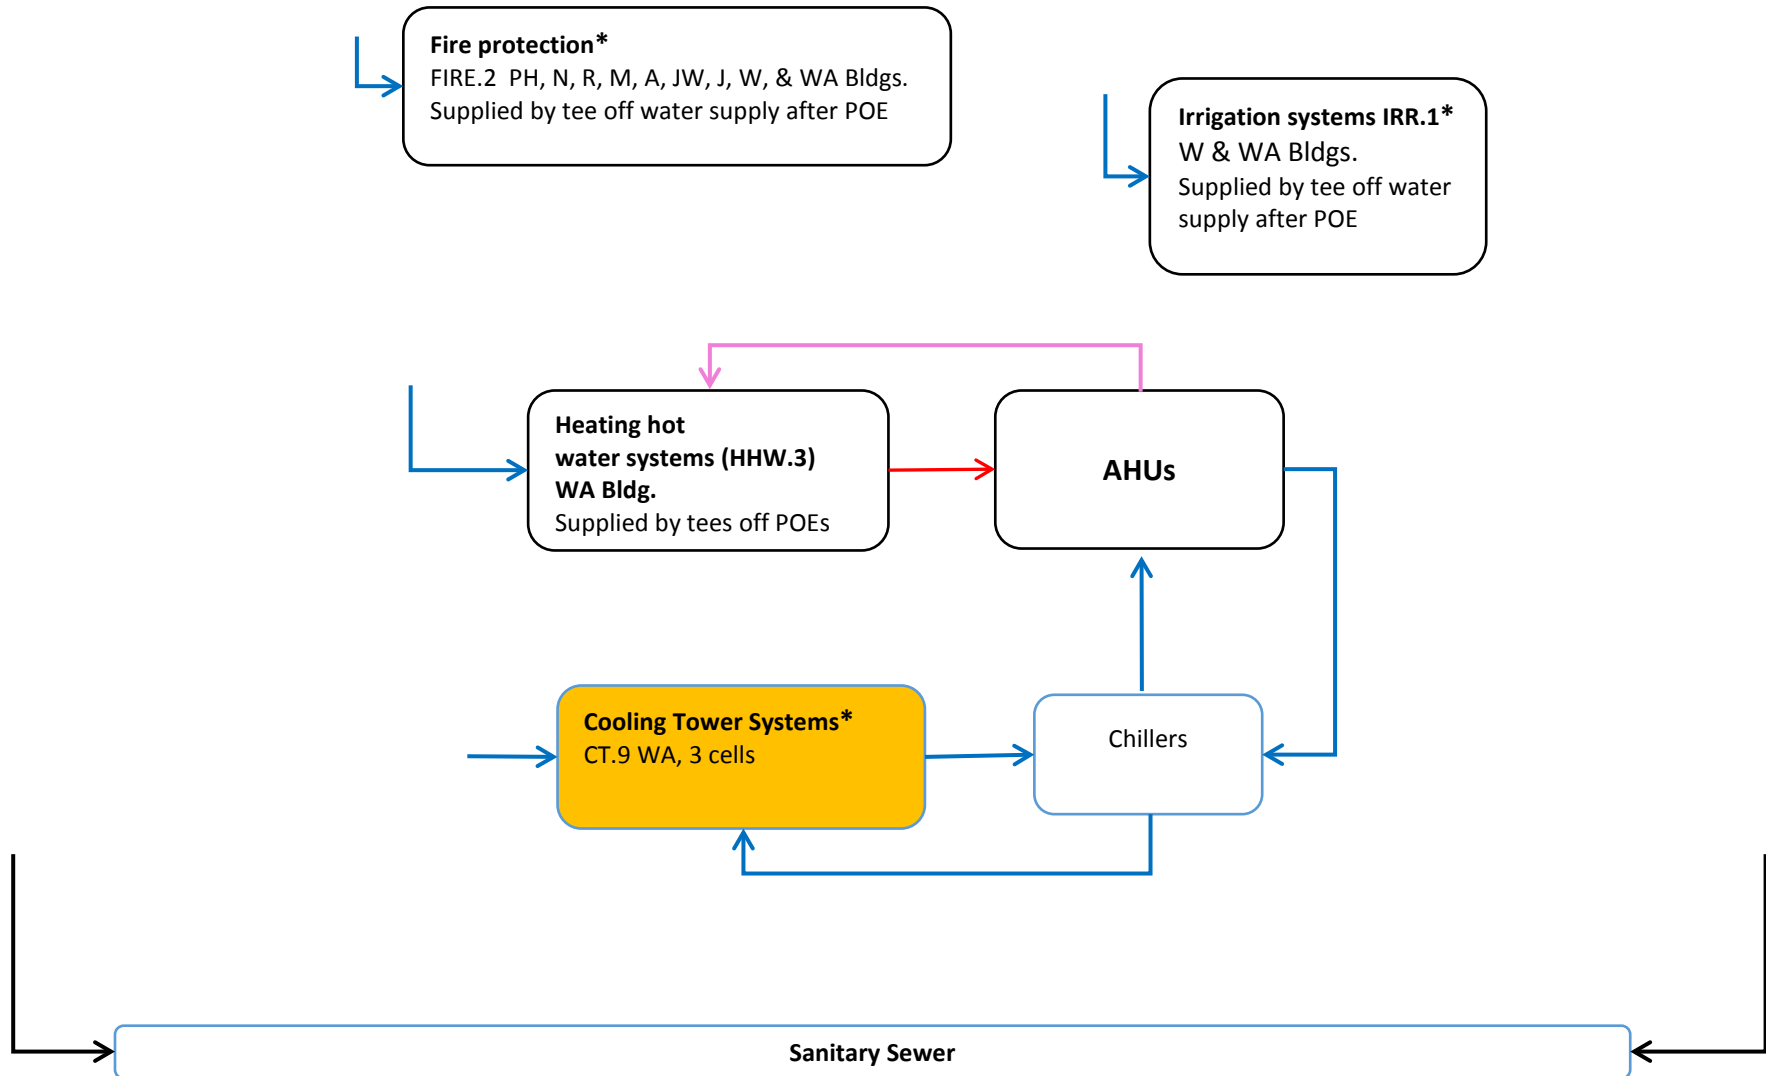 Fire protection*
FIRE.2  PH, N, R, M, A, JW, J, W, & WA Bldgs.
Supplied by tee off water supply after POE
Irrigation systems IRR.1*
W & WA Bldgs.
Supplied by tee off water
supply after POE
Heating hot
water systems (HHW.3)
WA Bldg.
Supplied by tees off POEs
AHUs
Cooling Tower Systems*
CT.9 WA, 3 cells
Chillers
Sanitary Sewer